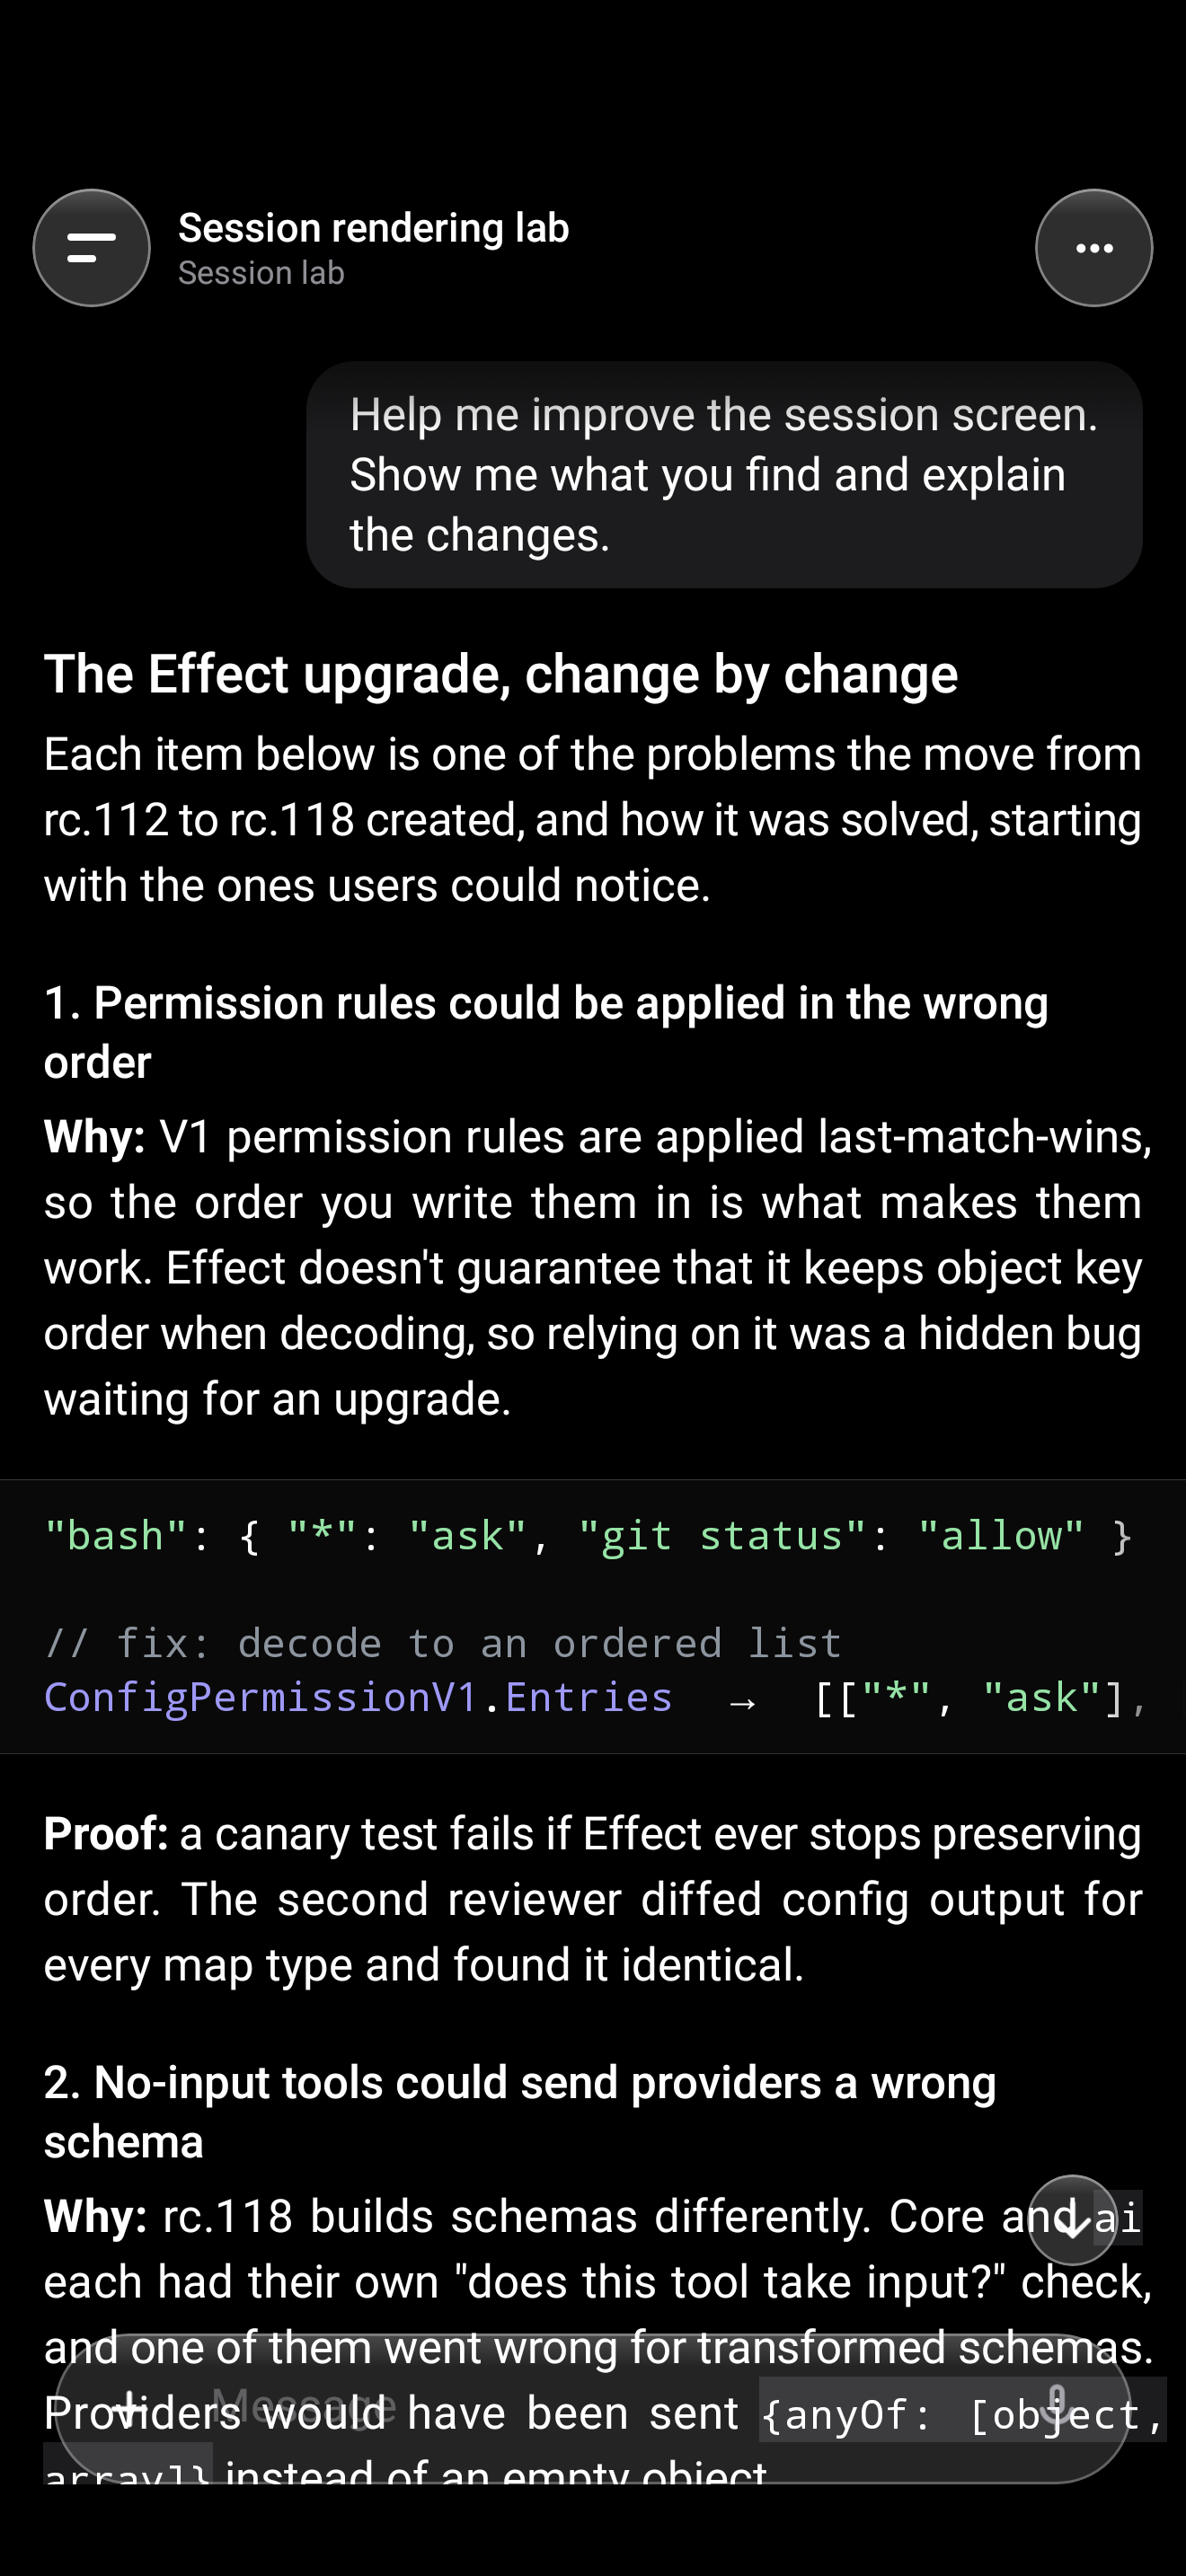 Session rendering lab
Session lab
Help me improve the session screen.
Show me what you find and explain
the changes.
The Effect upgrade, change by change
Each item below is one of the problems the move from
rc.112 to rc.118 created, and how it was solved, starting
with the ones users could notice.
1. Permission rules could be applied in the wrong
order
Why: V1 permission rules are applied last-match-wins,
so the order you write them in is what makes them
work. Effect doesn't guarantee that it keeps object key
order when decoding, so relying on it was a hidden bug
waiting for an upgrade.
"bash": { "*": "ask", "git status": "allow" }
// fix: decode to an ordered list
ConfigPermissionV1.Entries → [["*", "ask"],
Proof: a canary test fails if Effect ever stops preserving
order. The second reviewer diffed config output for
every map type and found it identical.
2. No-input tools could send providers a wrong
schema
Why: rc.118 builds schemas differently. Core and ai
each had their own "does this tool take input?" check,
and one of them went wrong for transformed schemas.
Providers would have been sent {anyOf: [object,
array]} instead of an empty object
Message